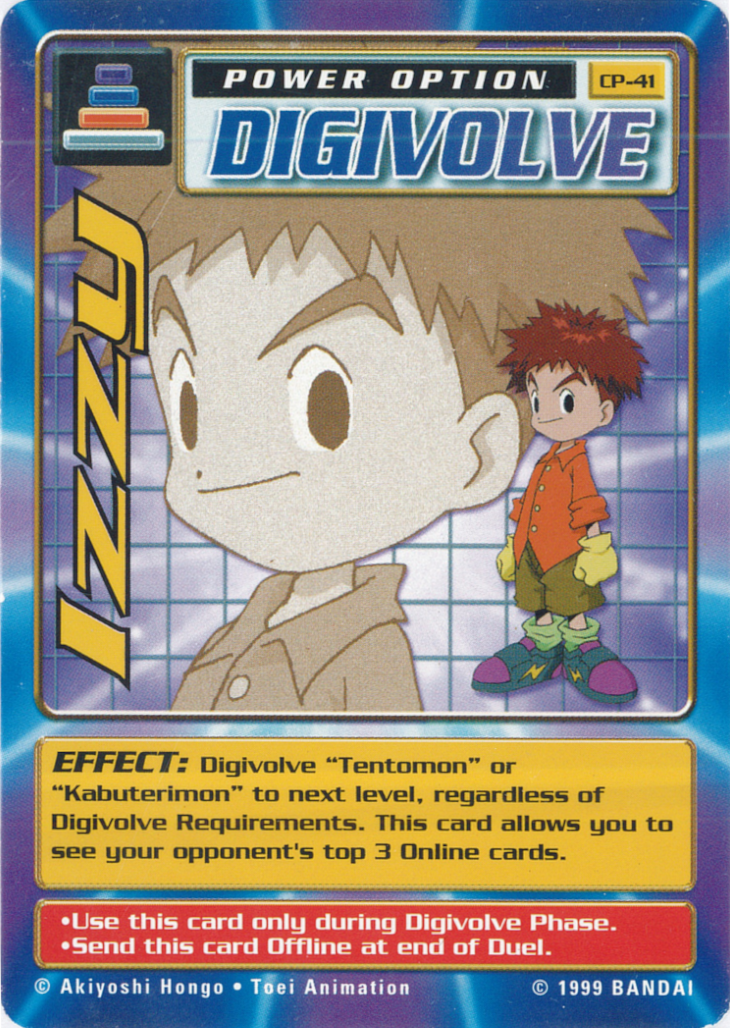 POWER OPTION
CP-41
DIGIVOLVE
Izzy
EFFECT: Digivolve “Tentomon” or
“Kabuterimon” to next level, regardless of
Digivolve Requirements. This card allows you to
see your opponent's top 3 Online cards.
•Use this card only during Digivolve Phase.
•Send this card Offline at end of Duel.
© Akiyoshi Hongo • Toei Animation
© 1999 BANDAI